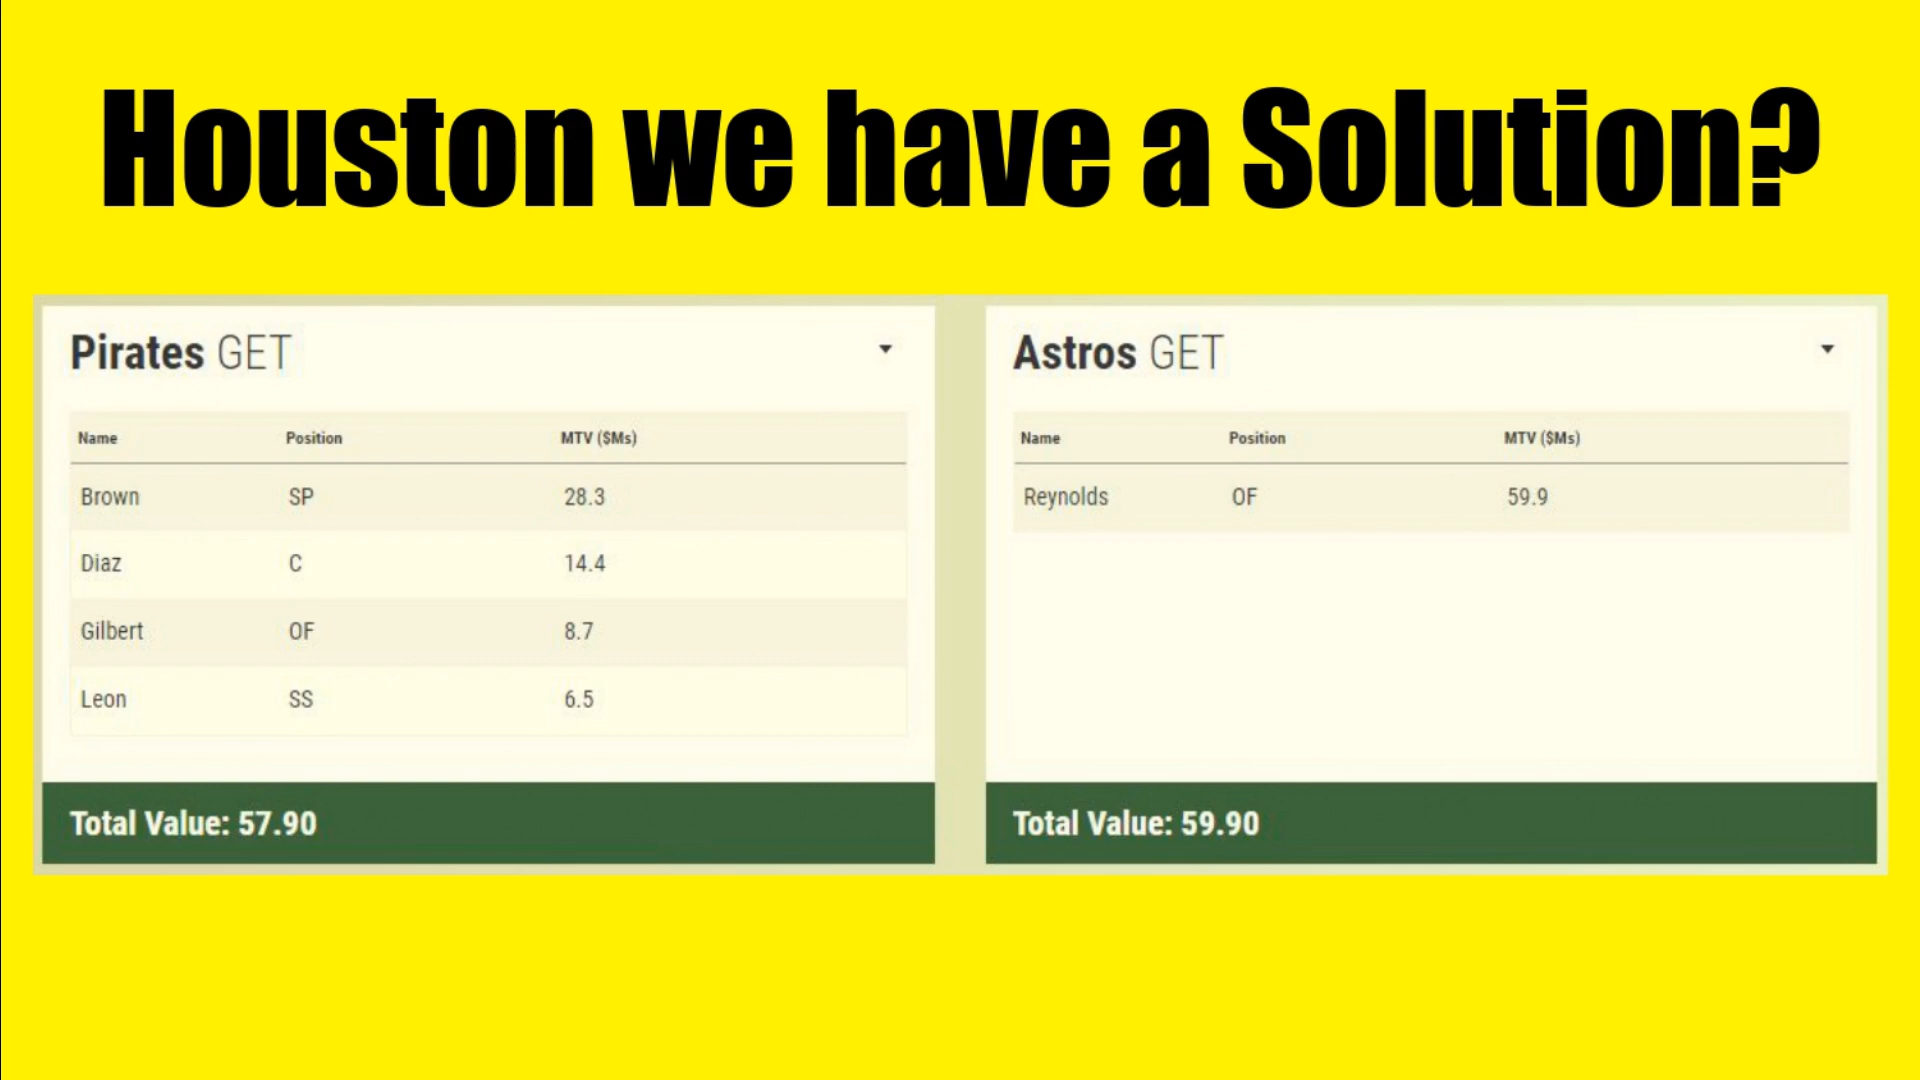 Houston we have a Solution?
Pirates GET
Name Position MTV ($Ms)
Brown SP 28.3
Diaz C 14.4
Gilbert OF 8.7
Leon SS 6.5
Total Value: 57.90
Astros GET
Name Position MTV ($Ms)
Reynolds OF 59.9
Total Value: 59.90